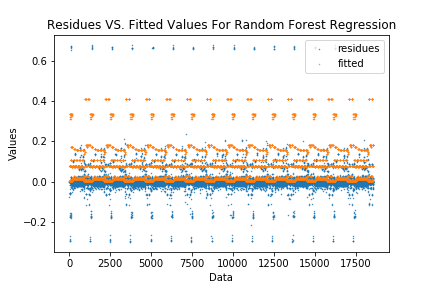 Residues VS. Fitted Values For Random Forest Regression
residues
fitted
Values
0.6
0.4
0.2
0.0
−0.2
0 2500 5000 7500 10000 12500 15000 17500
Data